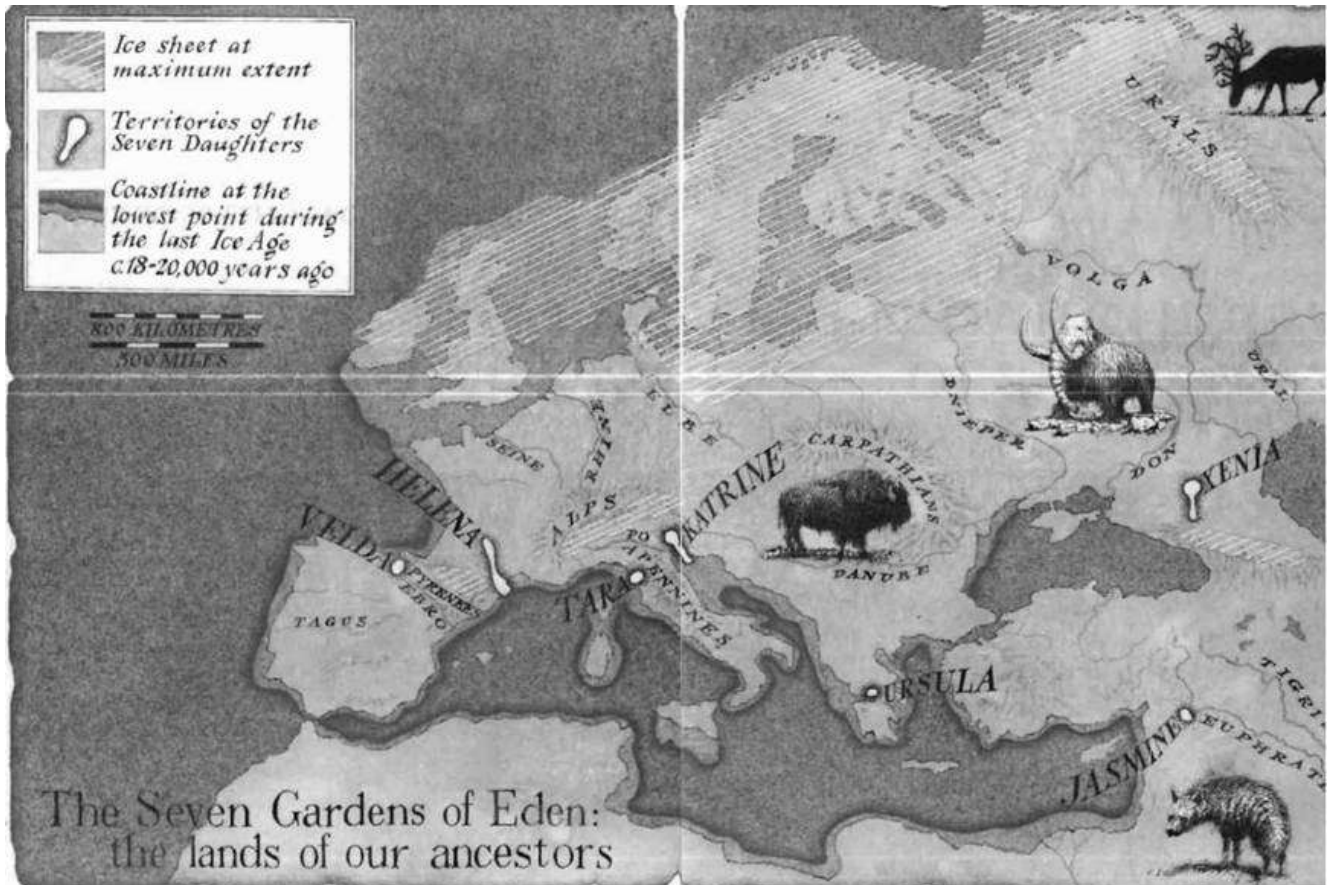 Ice sheet at
maximum extent
Territories of the
Seven Daughters
Coastline at the
lowest point during
the last Ice Age
c.18-20,000 years ago
800 KILOMETRES
500 MILES
URALS
VOLGA
URAL
DNIEPER
DON
RHINE
ELBE
SEINE
CARPATHIANS
KATRINE
XENIA
HELENA
ALPS
VELDA
PO
APENNINES
DANUBE
PYRENEES
EBRO
TARA
TAGUS
URSULA
TIGRI
JASMINE
EUPHRAT
The Seven Gardens of Eden:
the lands of our ancestors